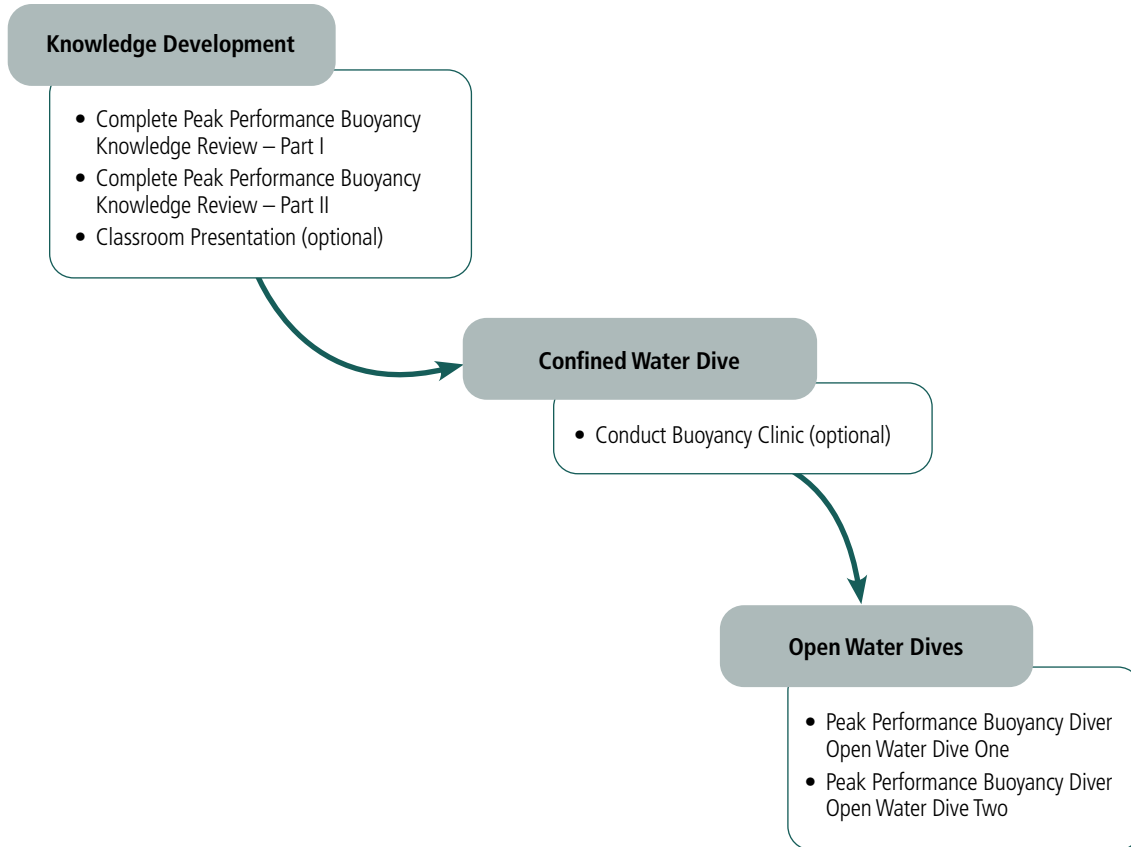 Knowledge Development
• Complete Peak Performance Buoyancy
Knowledge Review – Part I
• Complete Peak Performance Buoyancy
Knowledge Review – Part II
• Classroom Presentation (optional)
Confined Water Dive
• Conduct Buoyancy Clinic (optional)
Open Water Dives
• Peak Performance Buoyancy Diver
Open Water Dive One
• Peak Performance Buoyancy Diver
Open Water Dive Two